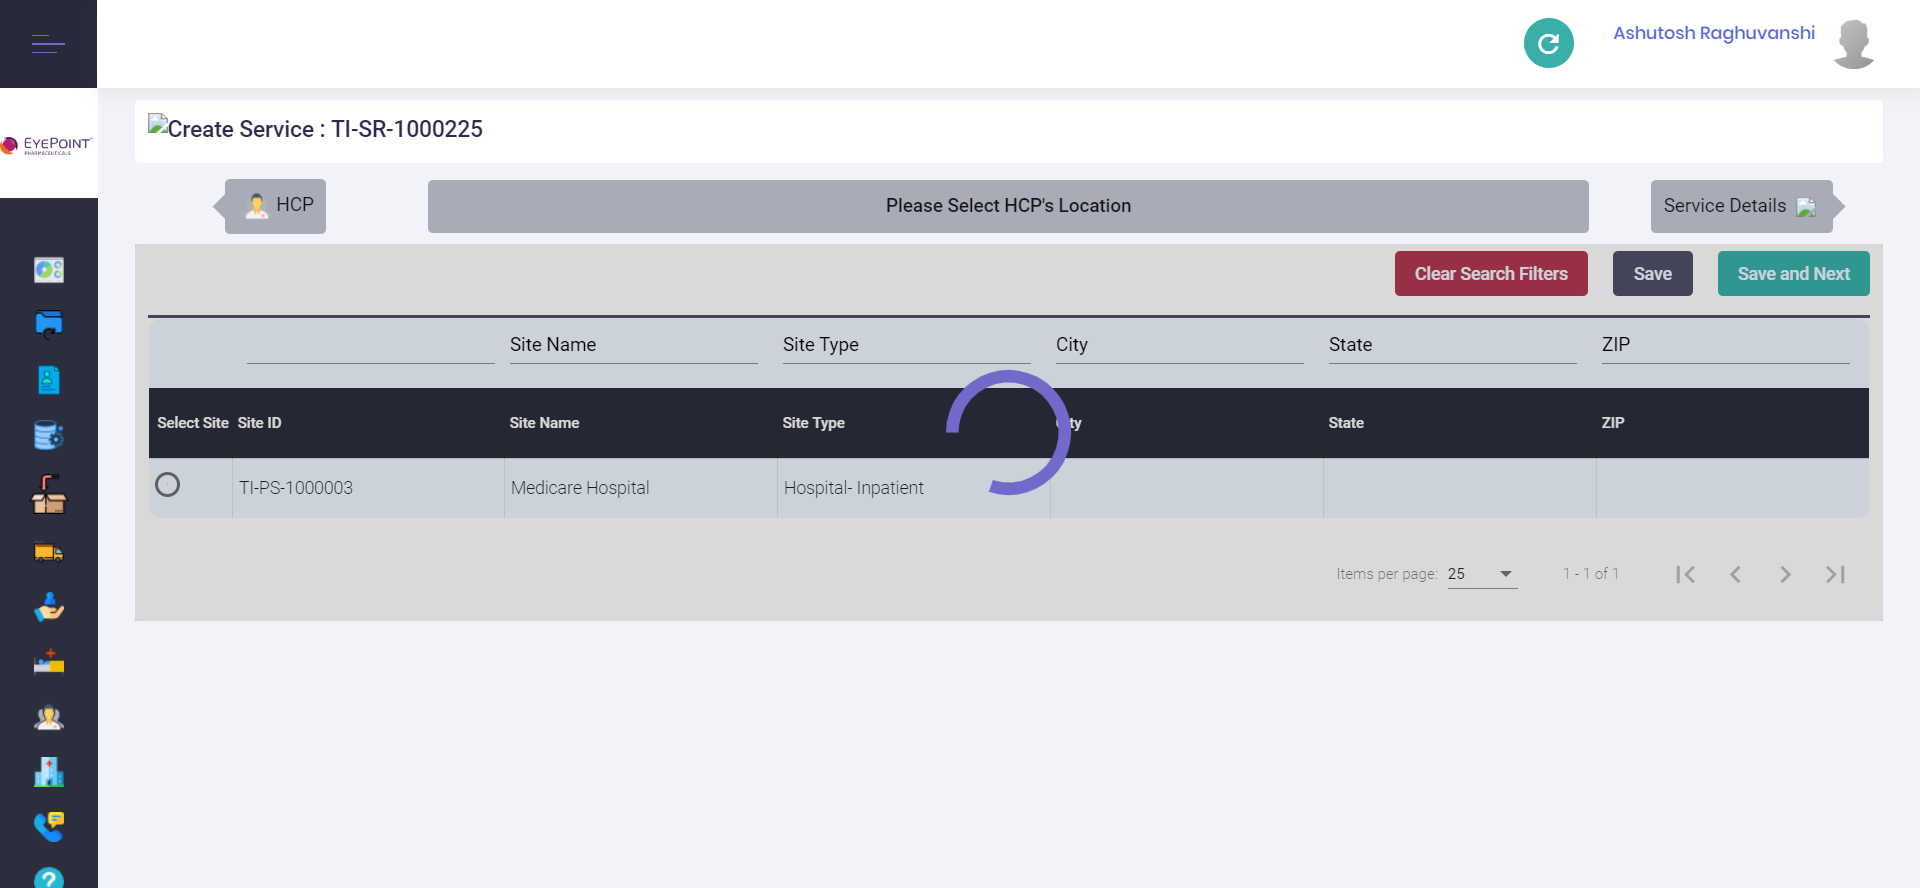 Ashutosh Raghuvanshi
EYEPOINT
PHARMACEUTICALS
Create Service : TI-SR-1000225
HCP
Please Select HCP's Location
Service Details
Clear Search Filters
Save
Save and Next
Site Name
Site Type
City
State
ZIP
Select Site
Site ID
Site Name
Site Type
City
State
ZIP
TI-PS-1000003
Medicare Hospital
Hospital- Inpatient
Items per page:
25
1 - 1 of 1
?